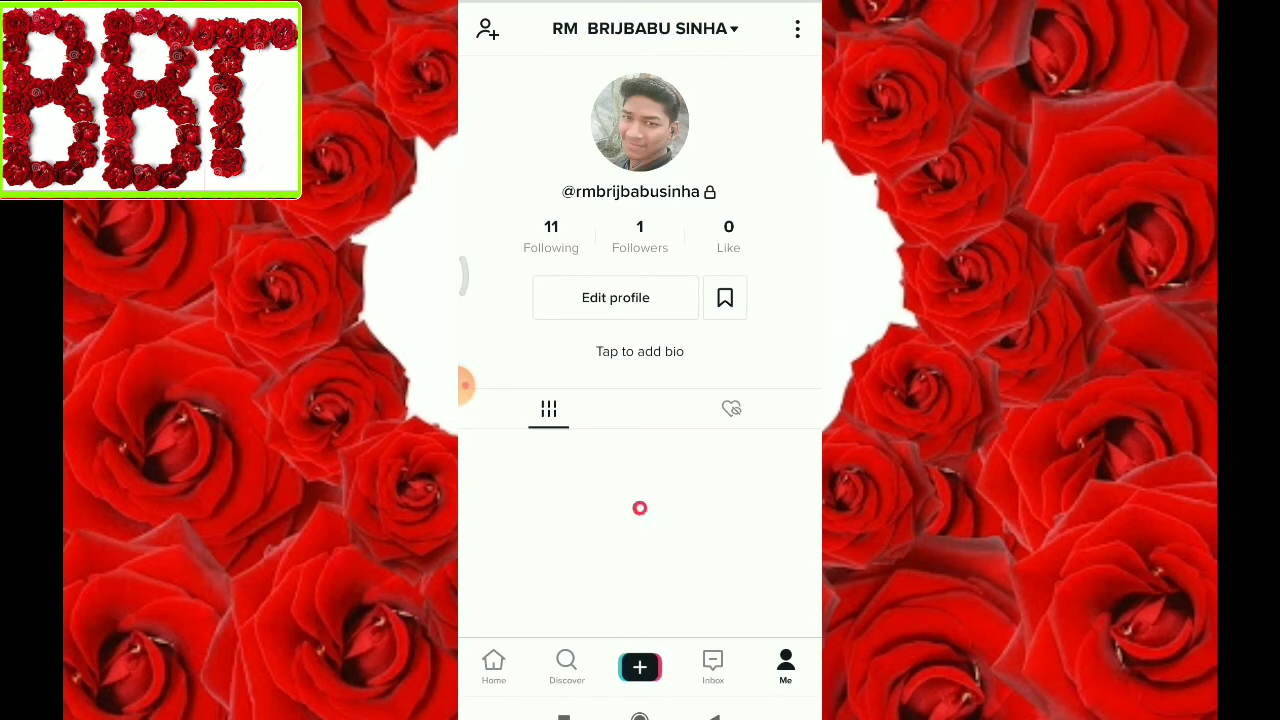 BBT
RM BRIJBABU SINHA
@rmbrijbabusinha
11 1 0
Following Followers Like
Edit profile
Tap to add bio
Home Discover Inbox Me